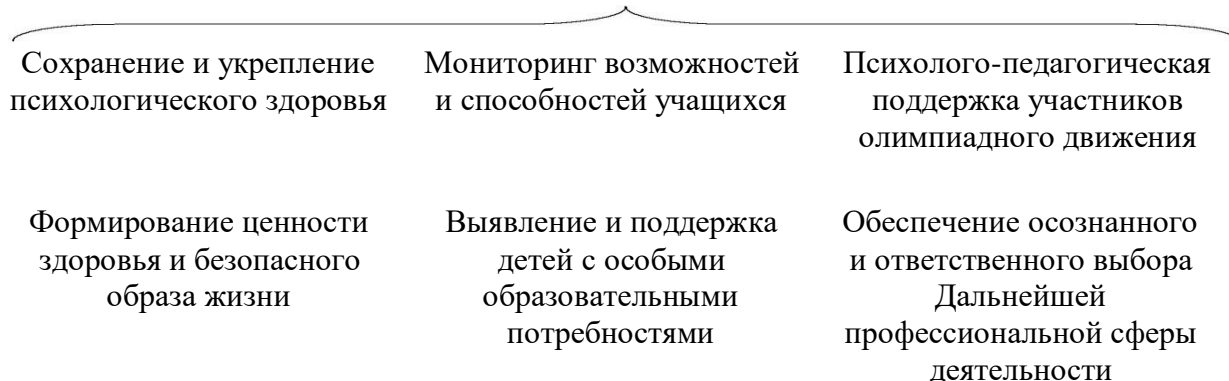 Сохранение и укрепление
психологического здоровья
Мониторинг возможностей
и способностей учащихся
Психолого-педагогическая
поддержка участников
олимпиадного движения
Формирование ценности
здоровья и безопасного
образа жизни
Выявление и поддержка
детей с особыми
образовательными
потребностями
Обеспечение осознанного
и ответственного выбора
Дальнейшей
профессиональной сферы
деятельности